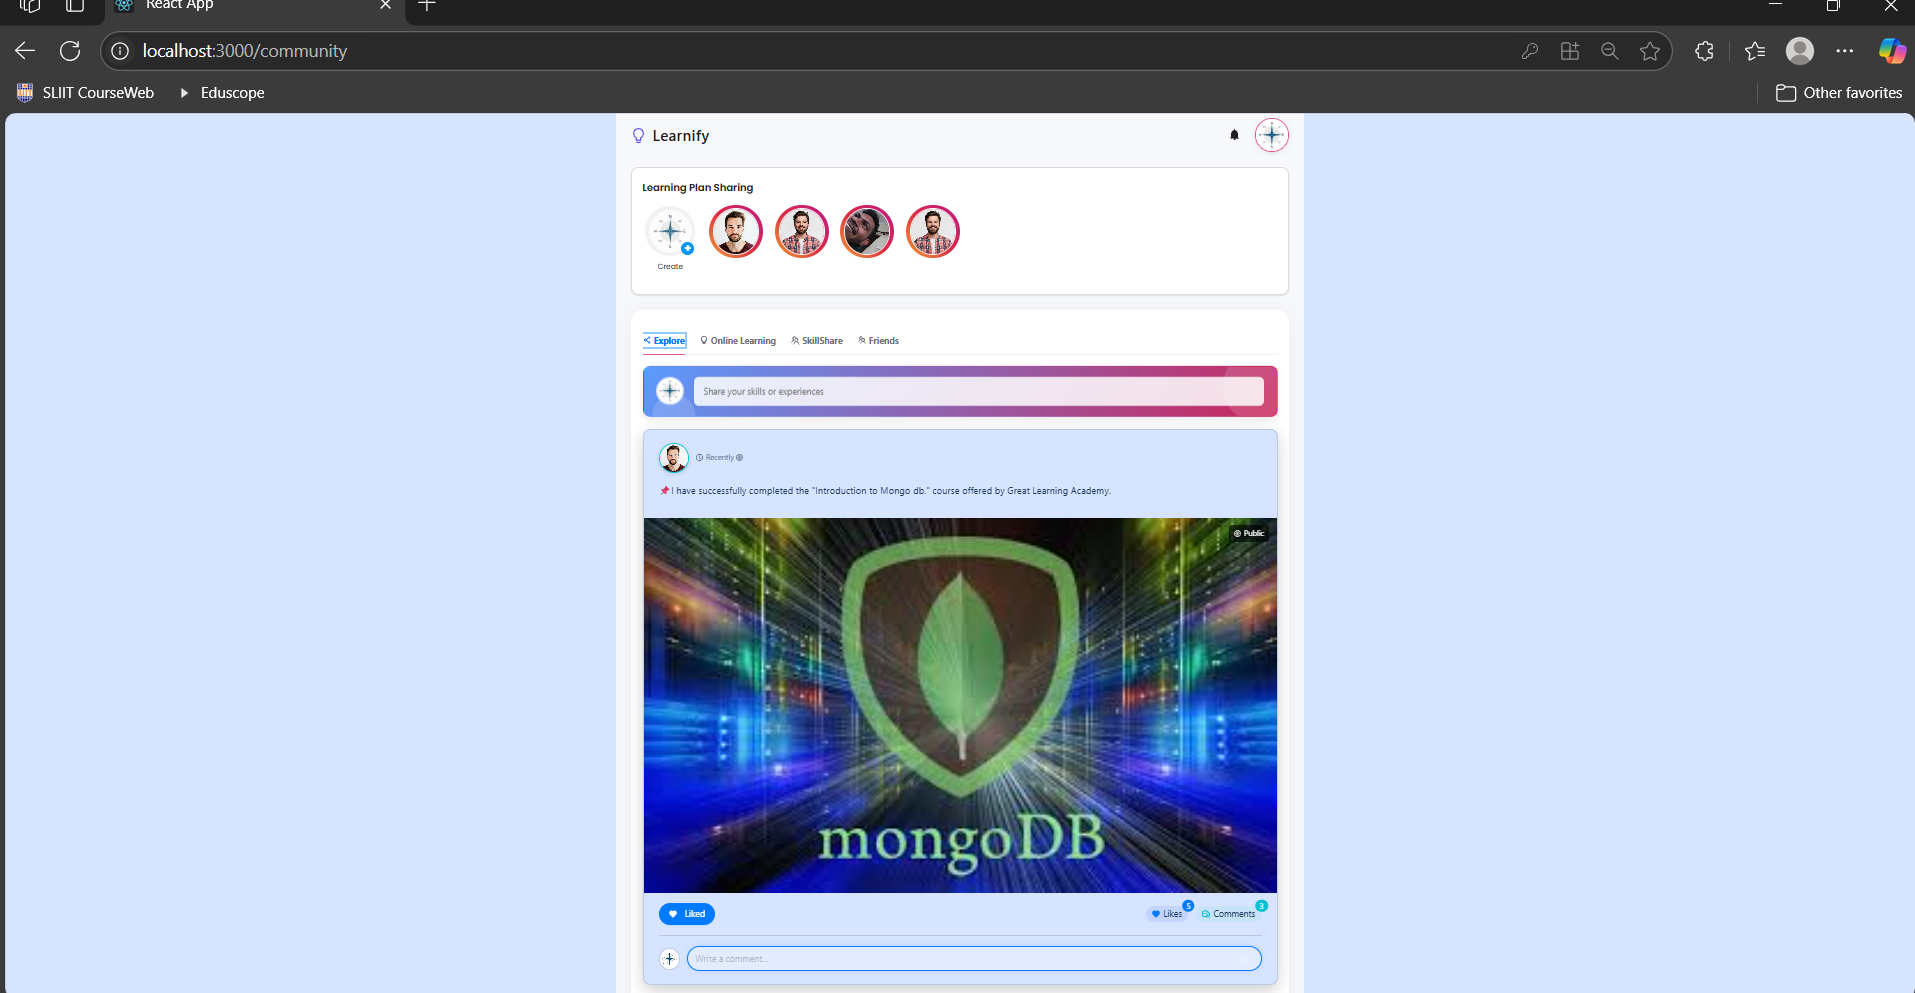 React App
localhost:3000/community
SLIIT CourseWeb
Eduscope
Other favorites
Learnify
Learning Plan Sharing
Create
Explore
Online Learning
SkillShare
Friends
Share your skills or experiences
Recently
📌I have successfully completed the "Introduction to Mongo db." course offered by Great Learning Academy.
Public
mongoDB
Liked
Likes
5
Comments
3
Write a comment...